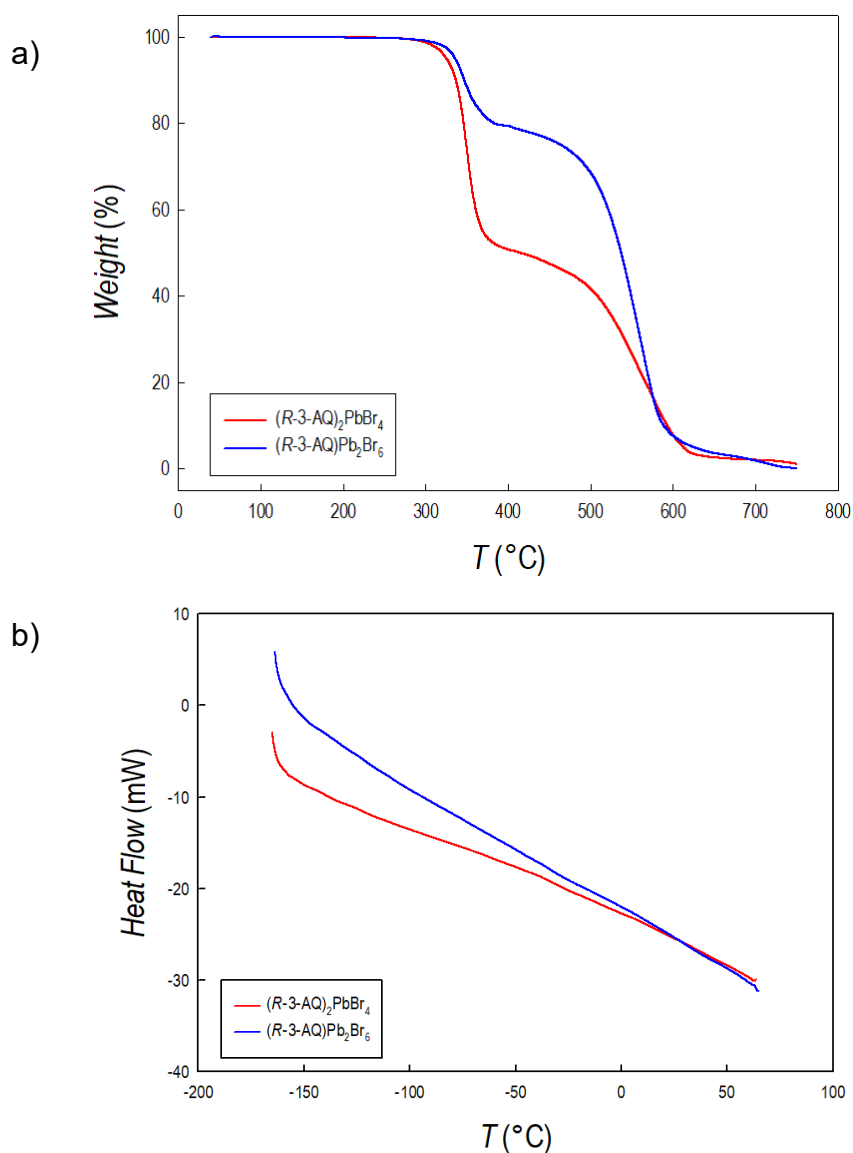 a)
100
80
60
40
20
0
Weight (%)
(R-3-AQ)₂PbBr₄
(R-3-AQ)Pb₂Br₆
0 100 200 300 400 500 600 700 800
T (°C)
b)
10
0
-10
-20
-30
-40
Heat Flow (mW)
(R-3-AQ)₂PbBr₄
(R-3-AQ)Pb₂Br₆
-200 -150 -100 -50 0 50 100
T (°C)